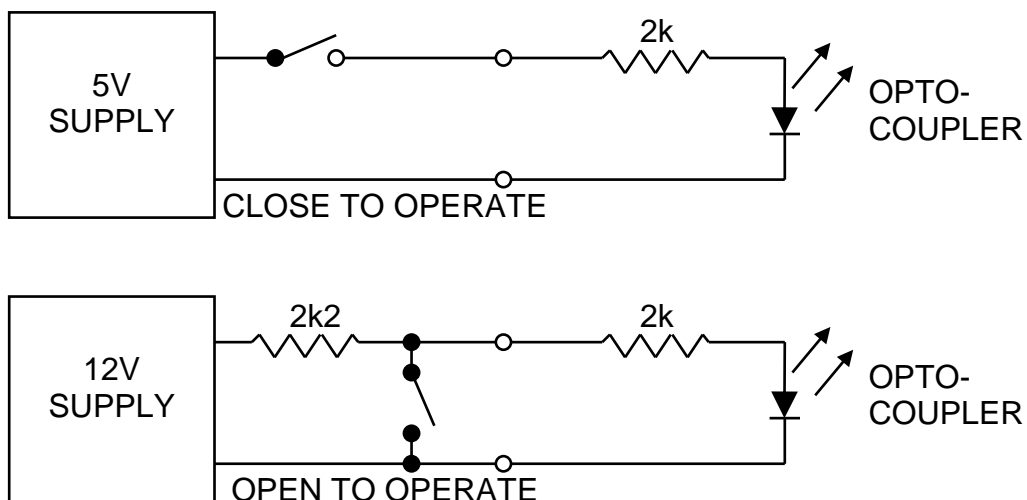 2k
5V
SUPPLY
OPTO-
COUPLER
CLOSE TO OPERATE
2k2
2k
12V
SUPPLY
OPTO-
COUPLER
OPEN TO OPERATE